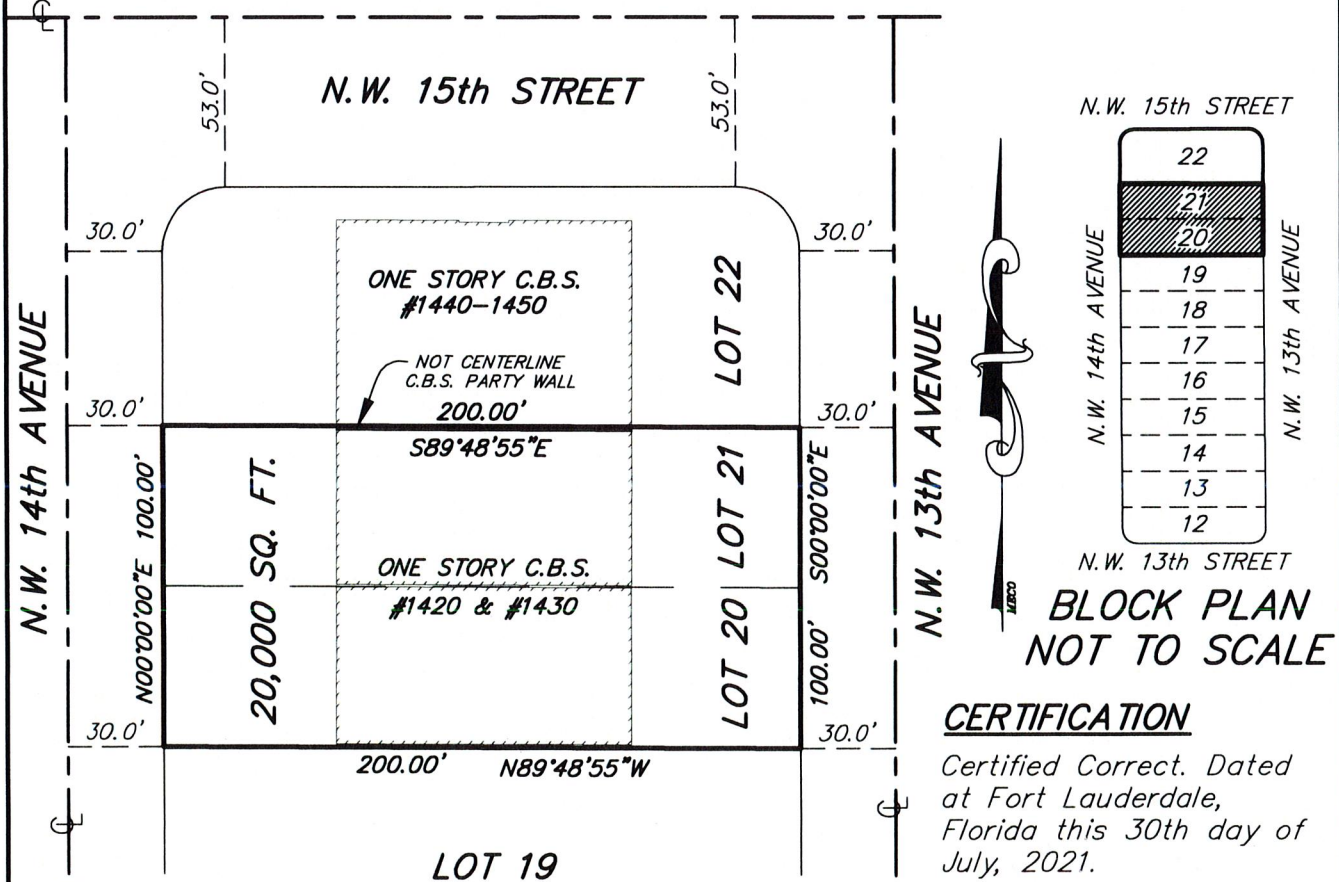 ℄
53.0'
N.W. 15th STREET
53.0'
30.0'
30.0'
ONE STORY C.B.S.
#1440-1450
LOT 22
NOT CENTERLINE
C.B.S. PARTY WALL
30.0'
200.00'
30.0'
S89°48'55"E
N.W. 14th AVENUE
N00°00'00"E 100.00'
20,000 SQ. FT.
LOT 21
S00°00'00"E
N.W. 13th AVENUE
ONE STORY C.B.S.
#1420 & #1430
LOT 20
100.00'
30.0'
30.0'
200.00'
N89°48'55"W
℄
℄
LOT 19
N.W. 15th STREET
22
21
20
19
18
17
16
15
14
13
12
N.W. 14th AVENUE
N.W. 13th AVENUE
N.W. 13th STREET
MECO
BLOCK PLAN
NOT TO SCALE
CERTIFICATION
Certified Correct. Dated
at Fort Lauderdale,
Florida this 30th day of
July, 2021.